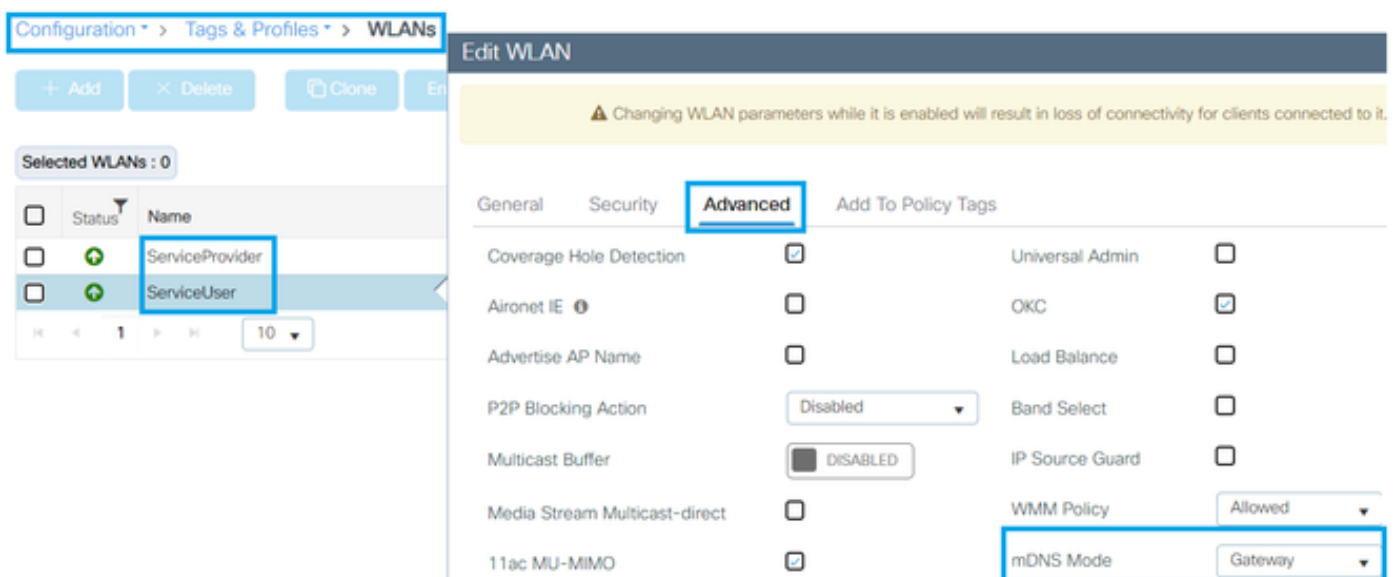 Configuration > Tags & Profiles > WLANs
+ Add × Delete Clone En
Selected WLANs : 0
Status Name
ServiceProvider
ServiceUser
1 10
Edit WLAN
Changing WLAN parameters while it is enabled will result in loss of connectivity for clients connected to it.
General Security Advanced Add To Policy Tags
Coverage Hole Detection Universal Admin
Aironet IE OKC
Advertise AP Name Load Balance
P2P Blocking Action Disabled Band Select
Multicast Buffer DISABLED IP Source Guard
Media Stream Multicast-direct WMM Policy Allowed
11ac MU-MIMO mDNS Mode Gateway